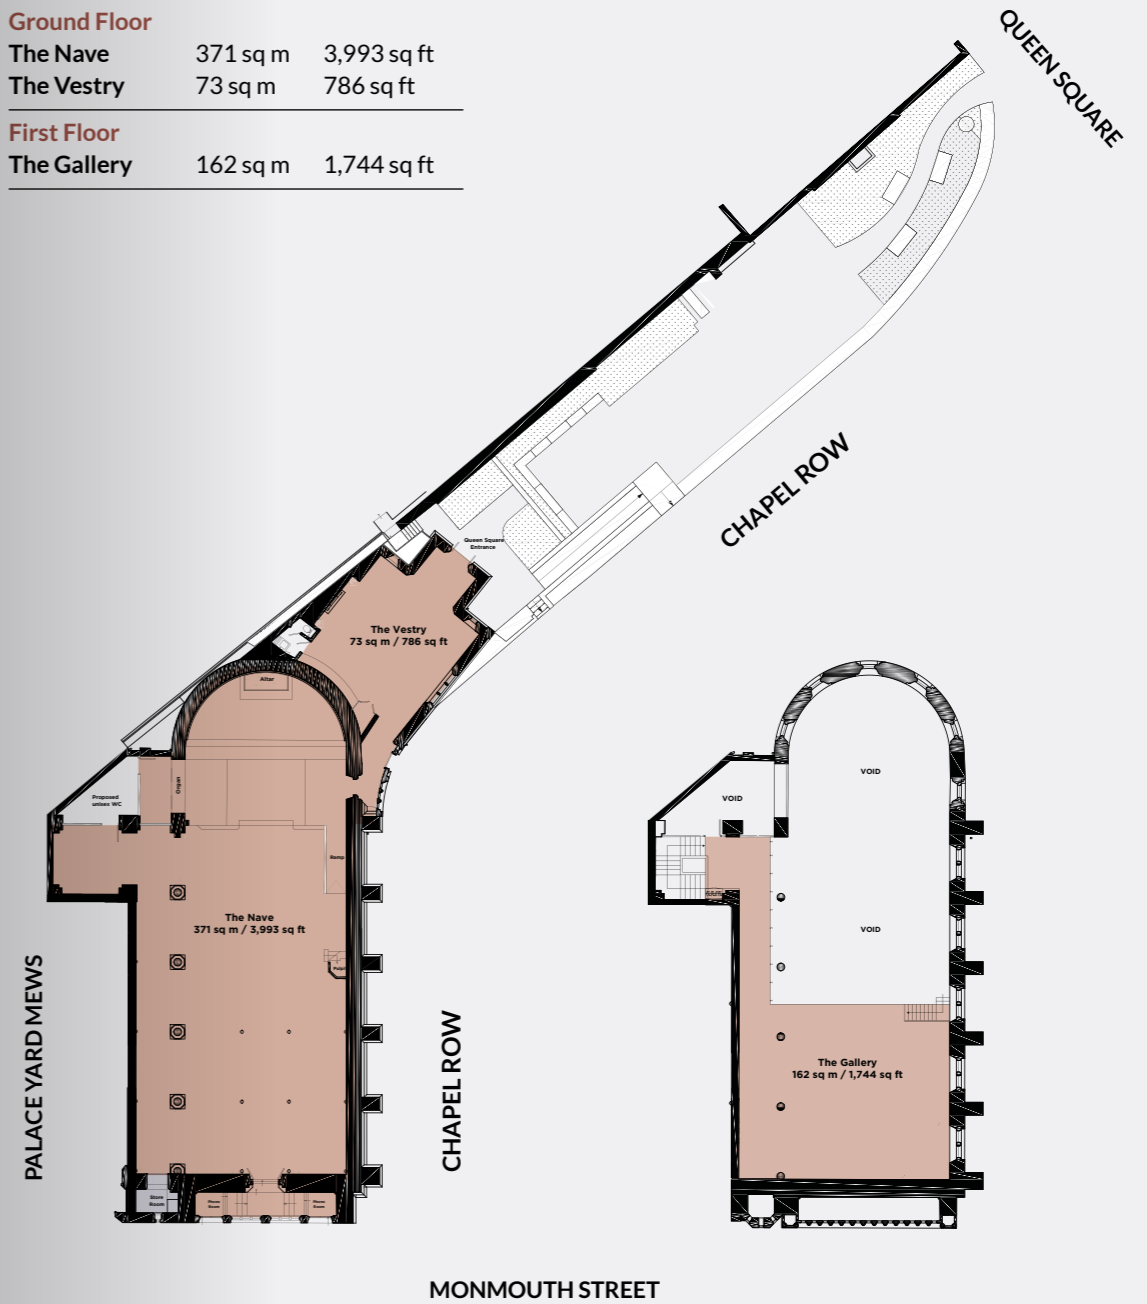 Ground Floor
The Nave 371 sq m 3,993 sq ft
The Vestry 73 sq m 786 sq ft
First Floor
The Gallery 162 sq m 1,744 sq ft
QUEEN SQUARE
CHAPEL ROW
Queen Square
Entrance
The Vestry
73 sq m / 786 sq ft
Altar
Organ
Proposed
unisex WC
Ramp
The Nave
371 sq m / 3,993 sq ft
Pulpit
PALACE YARD MEWS
CHAPEL ROW
Store
Room
Room
Room
VOID
VOID
VOID
The Gallery
162 sq m / 1,744 sq ft
MONMOUTH STREET